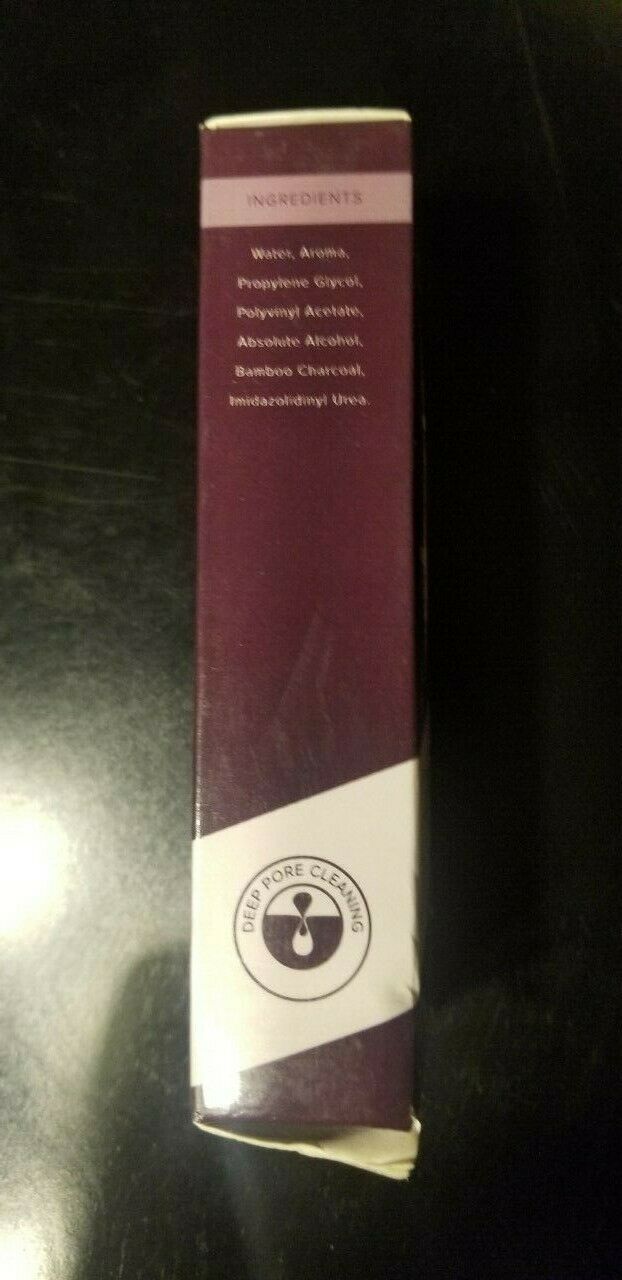 INGREDIENTS
Water, Aroma,
Propylene Glycol,
Polyvinyl Acetate,
Absolute Alcohol,
Bamboo Charcoal,
Imidazolidinyl Urea.
DEEP PORE CLEANING